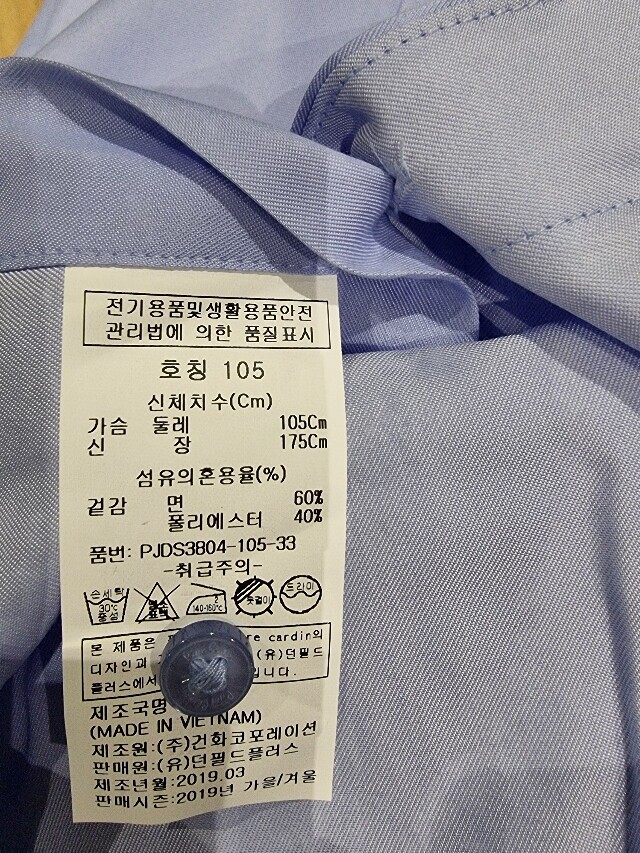 전기용품및생활용품안전
관리법에 의한 품질표시
호칭 105
신체치수(Cm)
가슴 둘레 105Cm
신 장 175Cm
섬유의혼용율(%)
겉감 면 60%
폴리에스터 40%
품번: PJDS3804-105-33
-취급주의-
손세탁 30℃ 중성
140-160℃
옷걸이
드라이
본 제품은 cardin의
디자인과 (유)던필드
플러스에서 입니다.
제조국명
(MADE IN VIETNAM)
제조원:(주)건화코포레이션
판매원:(유)던필드플러스
제조년월:2019.03
판매시즌:2019년 가을/겨울